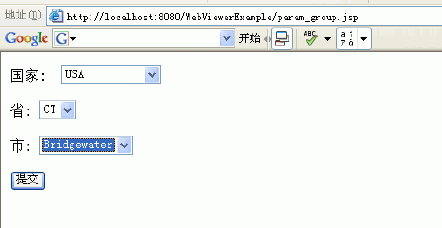 地址(D) http://localhost:8080/WebViewerExample/param_group.jsp
Google G 开始 ABC
国家: USA
省: CT
市: Bridgewater
提交